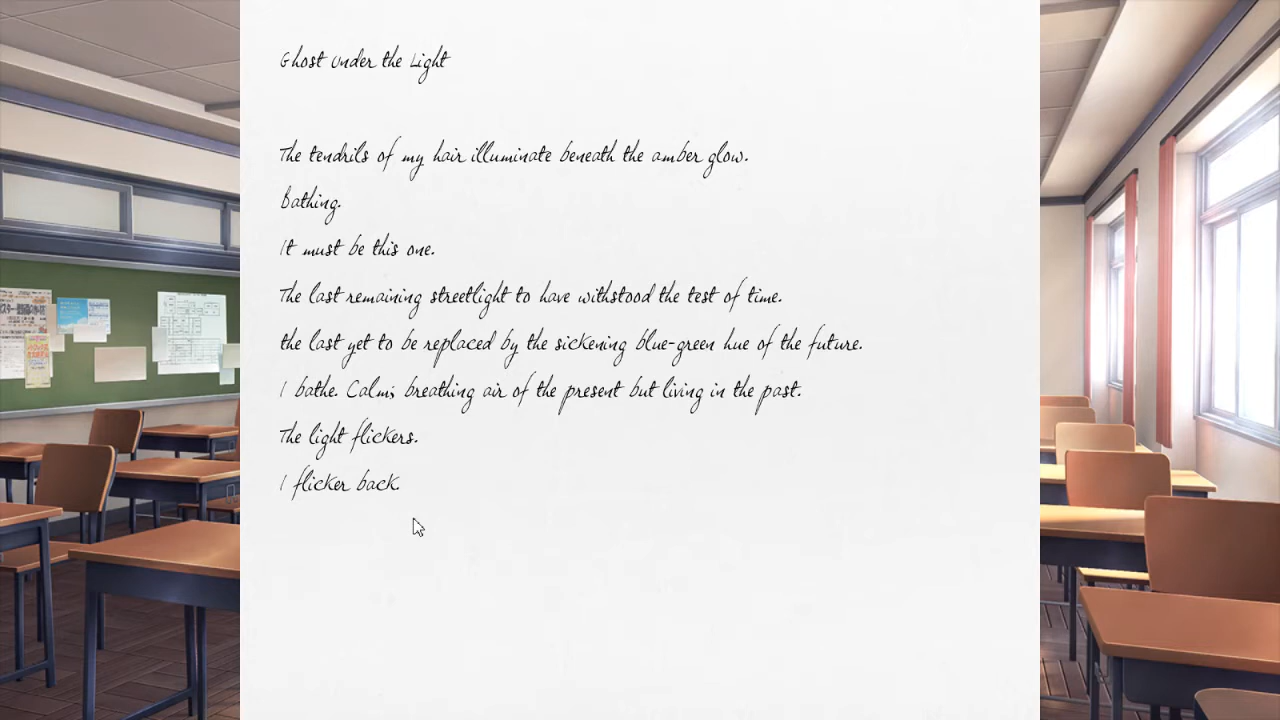 Ghost Under the Light
The tendrils of my hair illuminate beneath the amber glow.
Bathing.
It must be this one.
The last remaining streetlight to have withstood the test of time.
the last yet to be replaced by the sickening blue-green hue of the future.
I bathe. Calm; breathing air of the present but living in the past.
The light flickers.
I flicker back.